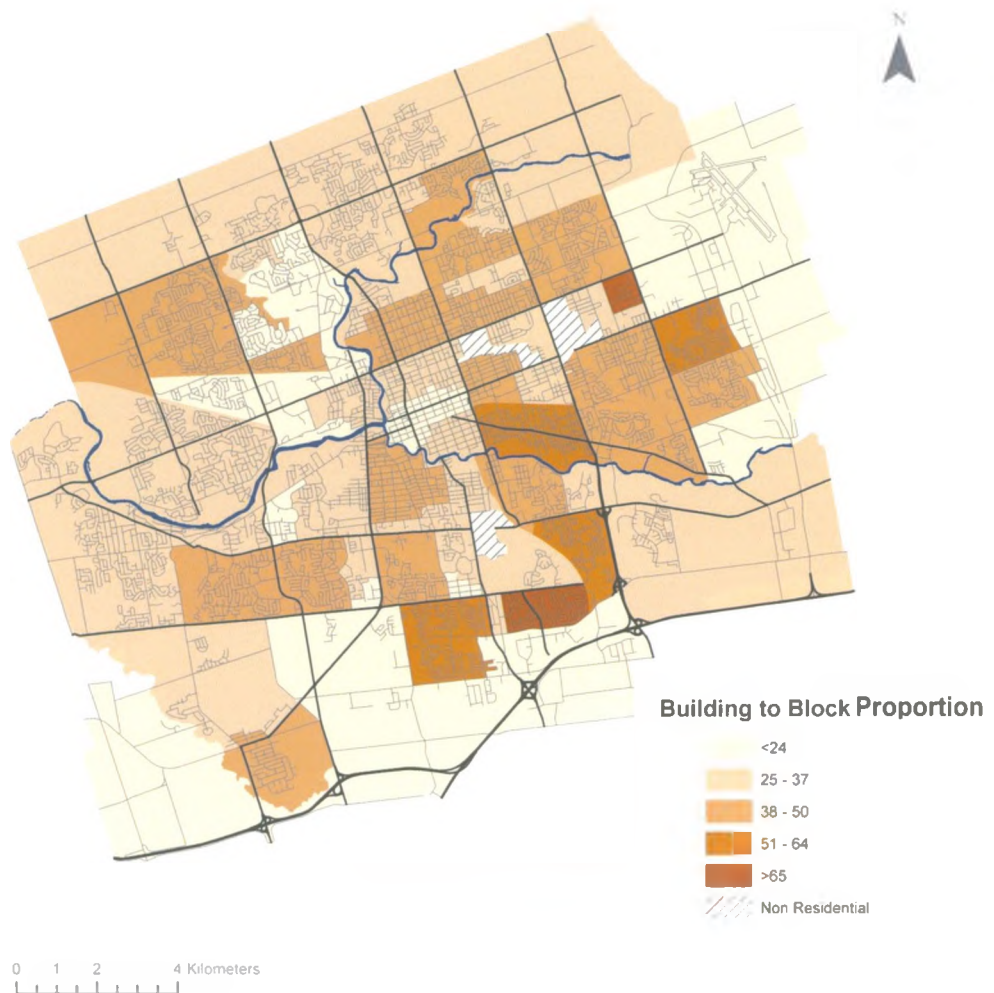 N
Building to Block Proportion
<24
25 - 37
38 - 50
51 - 64
>65
Non Residential
0 1 2 4 Kilometers